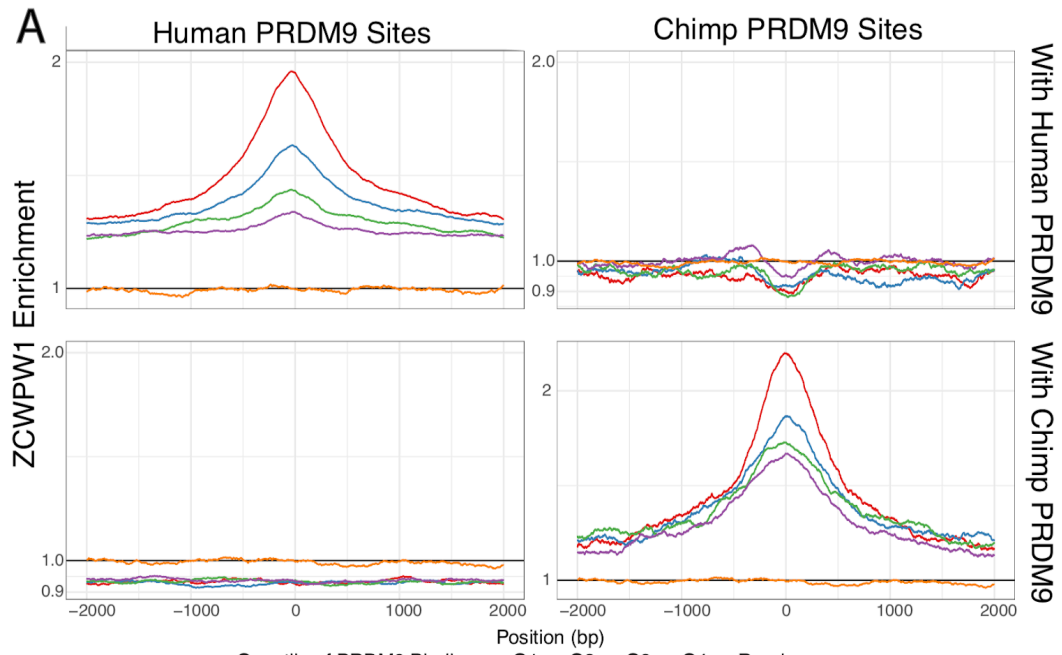 A
Human PRDM9 Sites
Chimp PRDM9 Sites
2
1
2.0
1.0
0.9
With Human PRDM9
ZCWPW1 Enrichment
2.0
1.0
0.9
2
1
With Chimp PRDM9
−2000 −1000 0 1000 2000
−2000 −1000 0 1000 2000
Position (bp)